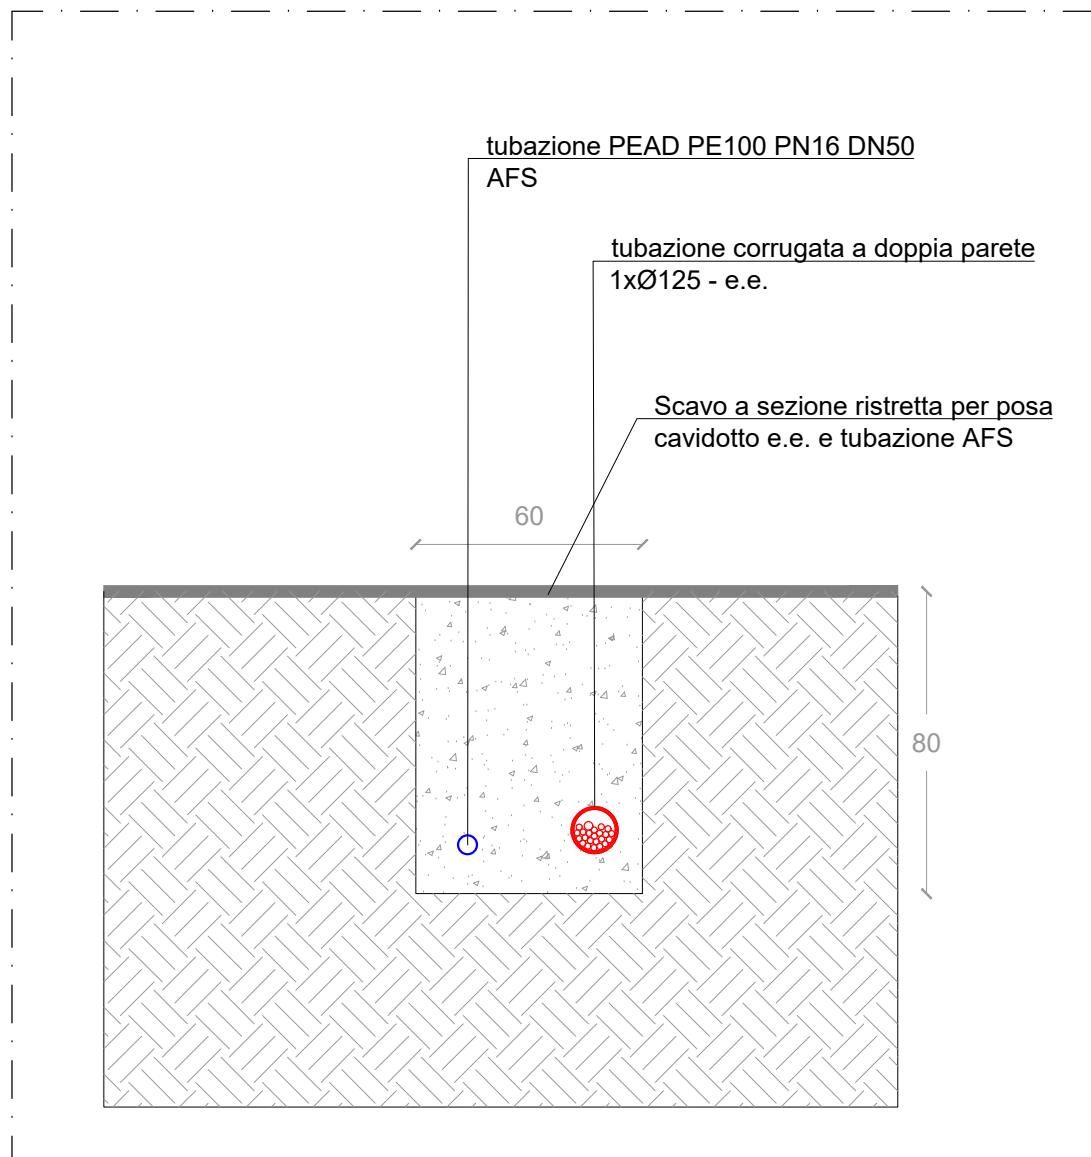 tubazione PEAD PE100 PN16 DN50
AFS
tubazione corrugata a doppia parete
1xØ125 - e.e.
Scavo a sezione ristretta per posa
cavidotto e.e. e tubazione AFS
60
80